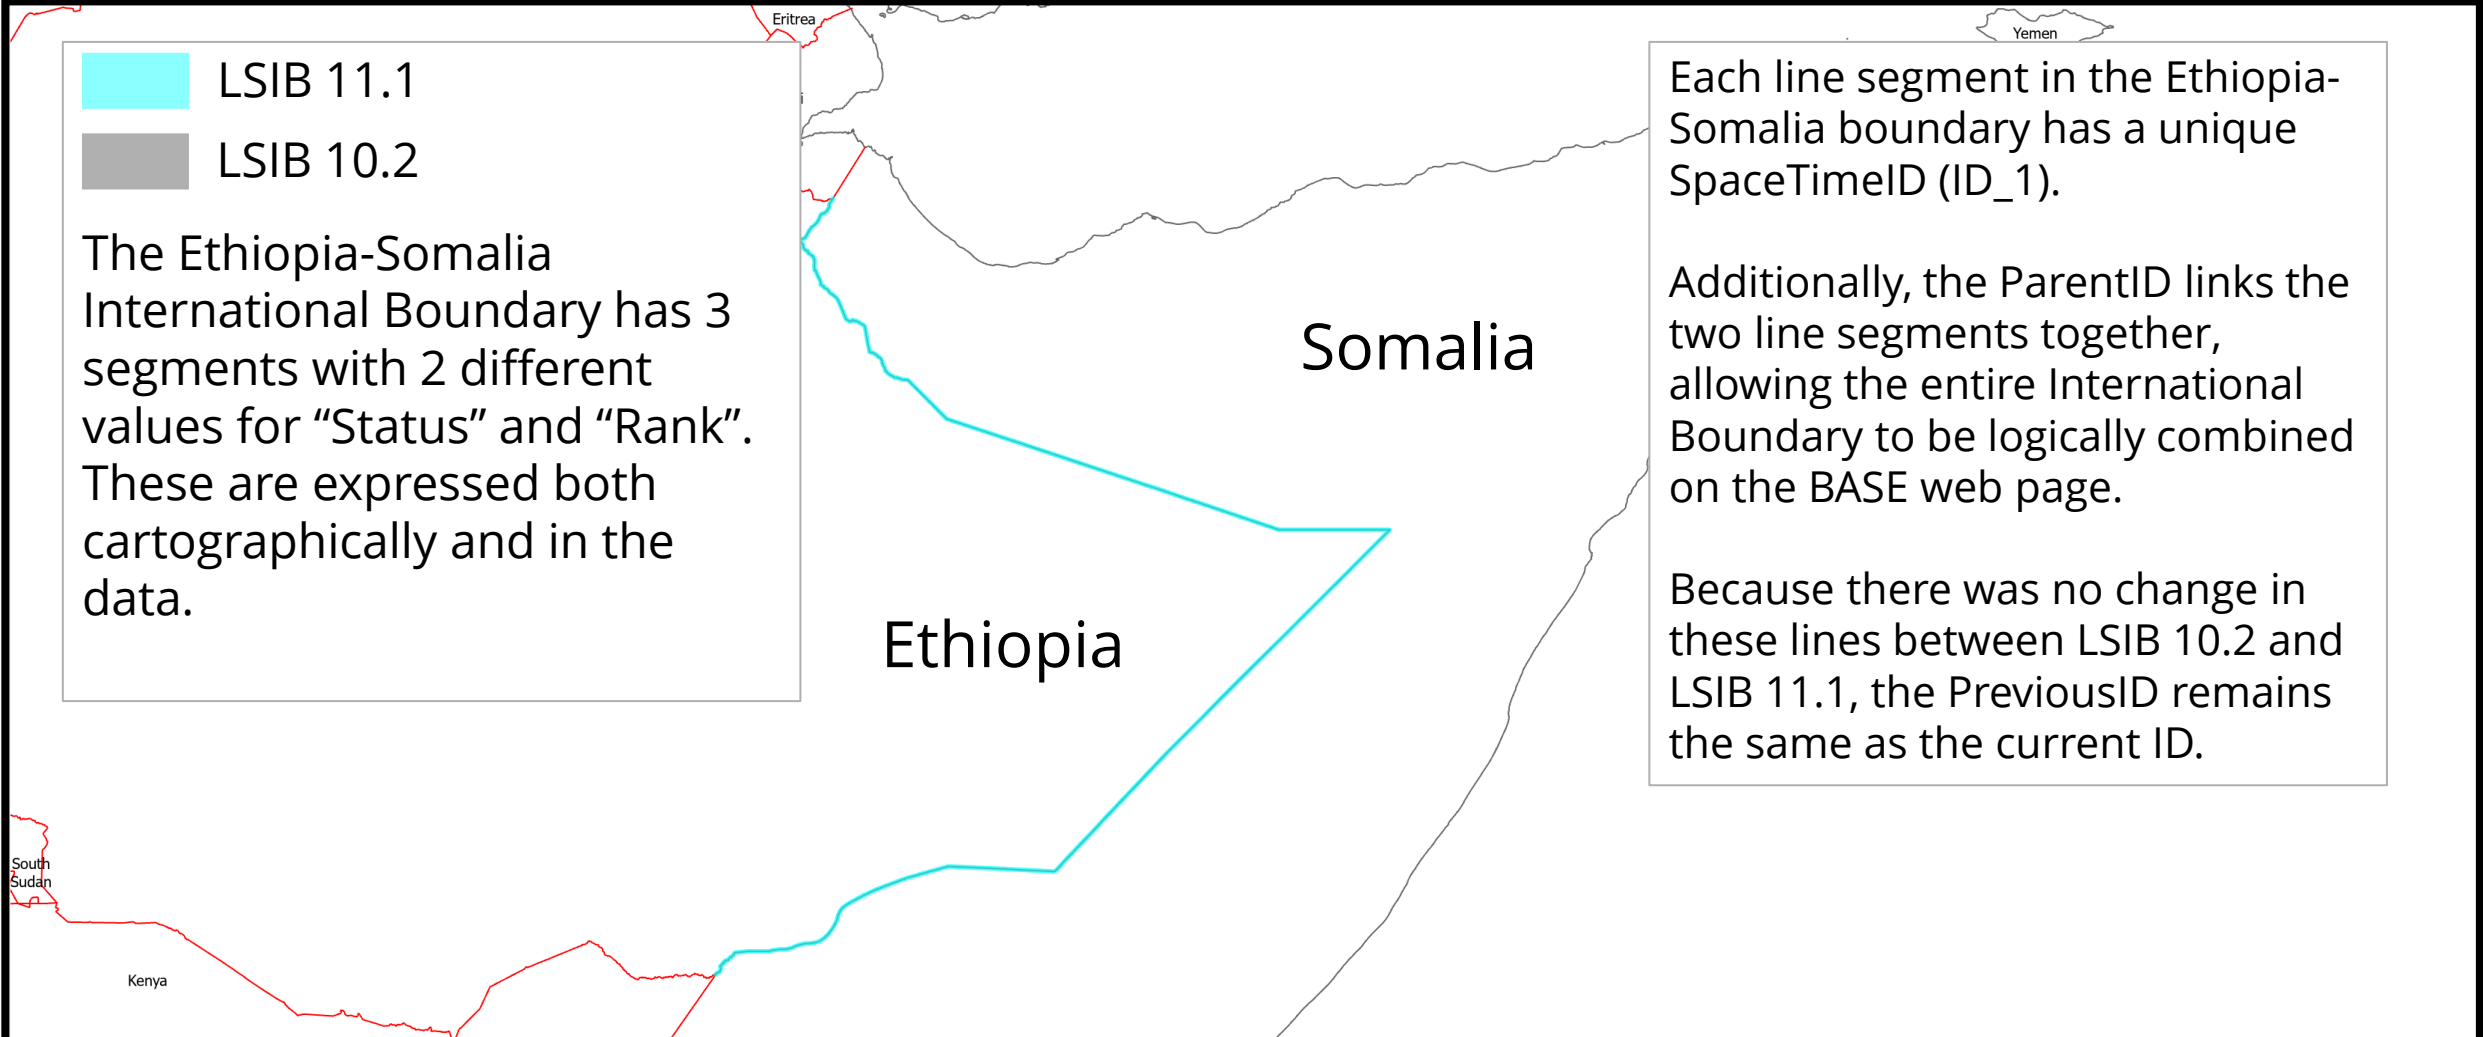 Eritrea
Yemen
LSIB 11.1
LSIB 10.2
The Ethiopia-Somalia
International Boundary has 3
segments with 2 different
values for “Status” and “Rank”.
These are expressed both
cartographically and in the
data.
i
Each line segment in the Ethiopia-
Somalia boundary has a unique
SpaceTimeID (ID_1).
Additionally, the ParentID links the
two line segments together,
allowing the entire International
Boundary to be logically combined
on the BASE web page.
Because there was no change in
these lines between LSIB 10.2 and
LSIB 11.1, the PreviousID remains
the same as the current ID.
Somalia
Ethiopia
South
Sudan
Kenya